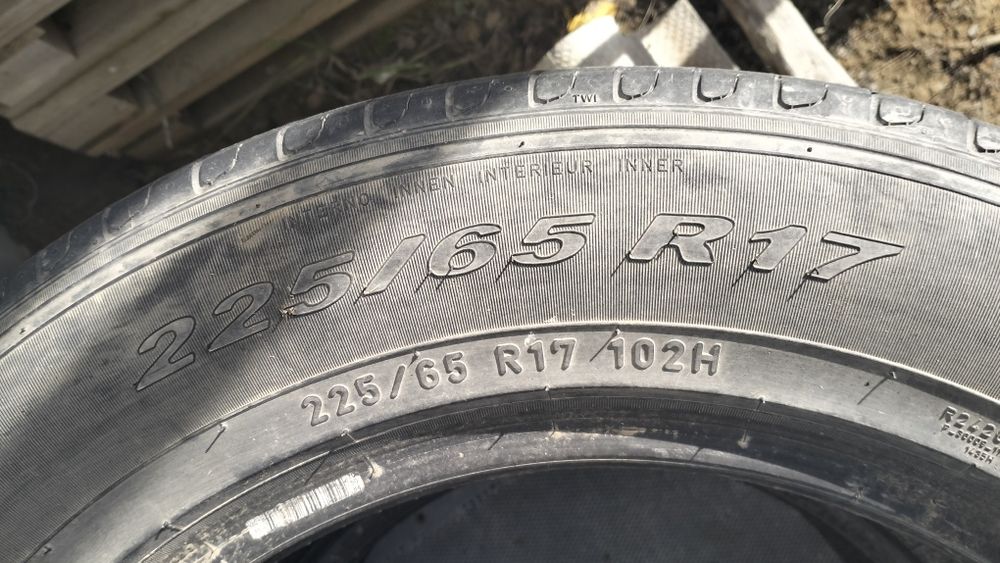 TWI
INTERNO INNEN INTERIEUR INNER
225/65 R17
225/65 R17 102H